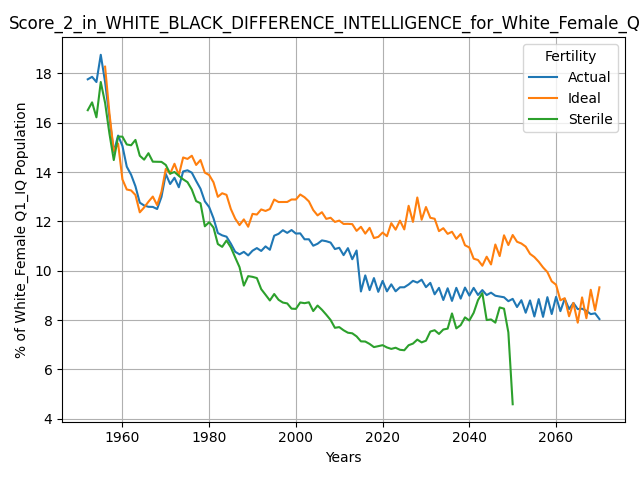 Score_2_in_WHITE_BLACK_DIFFERENCE_INTELLIGENCE_for_White_Female_Q
Fertility
Actual
Ideal
Sterile
% of White_Female Q1_IQ Population
18
16
14
12
10
8
6
4
1960 1980 2000 2020 2040 2060
Years